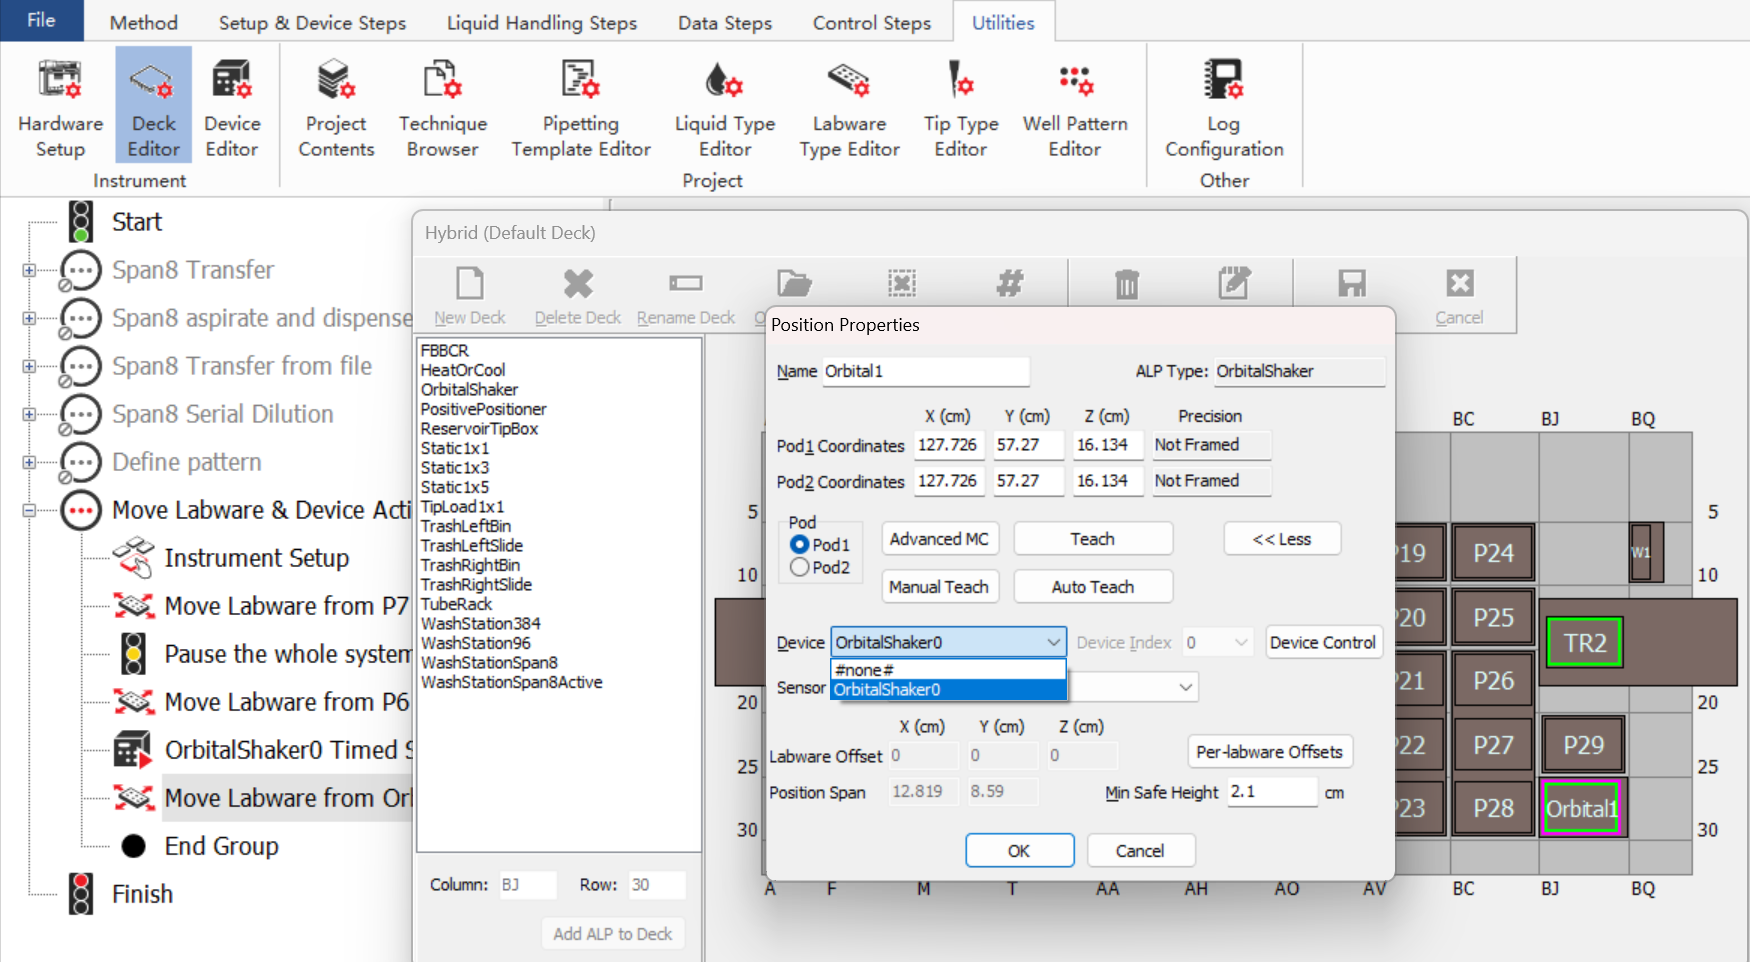 File Method Setup & Device Steps Liquid Handling Steps Data Steps Control Steps Utilities
Hardware Setup
Deck Editor
Device Editor
Project Contents
Technique Browser
Pipetting Template Editor
Liquid Type Editor
Labware Type Editor
Tip Type Editor
Well Pattern Editor
Log Configuration
Instrument Project Other
Start
Span8 Transfer
Span8 aspirate and dispense
Span8 Transfer from file
Span8 Serial Dilution
Define pattern
Move Labware & Device Acti
Instrument Setup
Move Labware from P7
Pause the whole system
Move Labware from P6
OrbitalShaker0 Timed S
Move Labware from Or
End Group
Finish
Hybrid (Default Deck)
New Deck Delete Deck Rename Deck O Cancel
FBBCR
HeatOrCool
OrbitalShaker
PositivePositioner
ReservoirTipBox
Static1x1
Static1x3
Static1x5
TipLoad1x1
TrashLeftBin
TrashLeftSlide
TrashRightBin
TrashRightSlide
TubeRack
WashStation384
WashStation96
WashStationSpan8
WashStationSpan8Active
Column: BJ Row: 30
Add ALP to Deck
Position Properties
Name Orbital1 ALP Type: OrbitalShaker
X (cm) Y (cm) Z (cm) Precision
Pod1 Coordinates 127.726 57.27 16.134 Not Framed
Pod2 Coordinates 127.726 57.27 16.134 Not Framed
Pod
Pod1
Pod2
Advanced MC Teach << Less
Manual Teach Auto Teach
Device OrbitalShaker0 Device Index 0 Device Control
#none#
OrbitalShaker0
Sensor
X (cm) Y (cm) Z (cm)
Labware Offset 0 0 0 Per-labware Offsets
Position Span 12.819 8.59 Min Safe Height 2.1 cm
OK Cancel
BC BJ BQ
5 5
10 10
20 20
25 25
30 30
P19 P24 W1
P20 P25 TR2
P21 P26
P22 P27 P29
P23 P28 Orbital1
A F M T AA AH AO AV BC BJ BQ